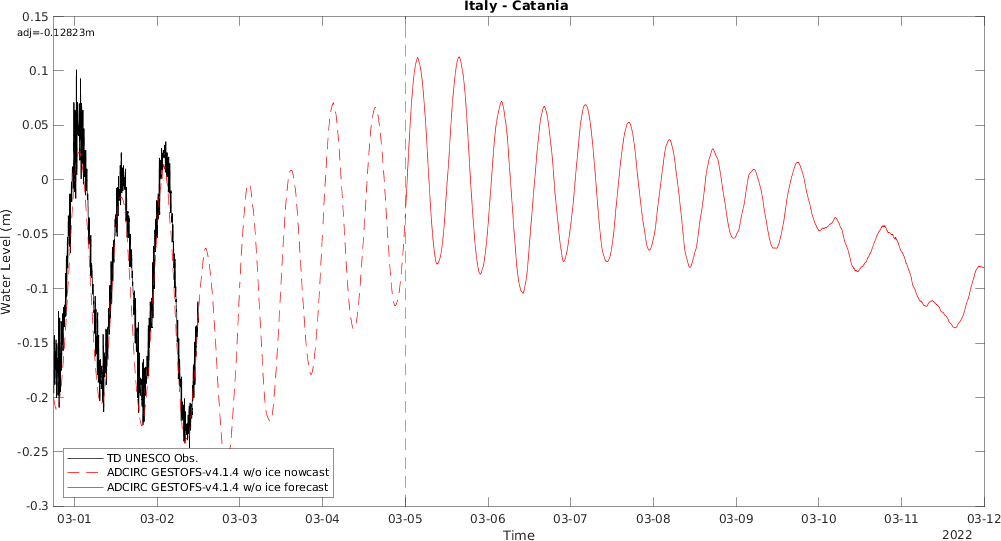 Italy - Catania
adj=-0.12823m
0.15
0.1
0.05
0
-0.05
-0.1
-0.15
-0.2
-0.25
-0.3
Water Level (m)
TD UNESCO Obs.
ADCIRC GESTOFS-v4.1.4 w/o ice nowcast
ADCIRC GESTOFS-v4.1.4 w/o ice forecast
03-01 03-02 03-03 03-04 03-05 03-06 03-07 03-08 03-09 03-10 03-11 03-12
Time
2022